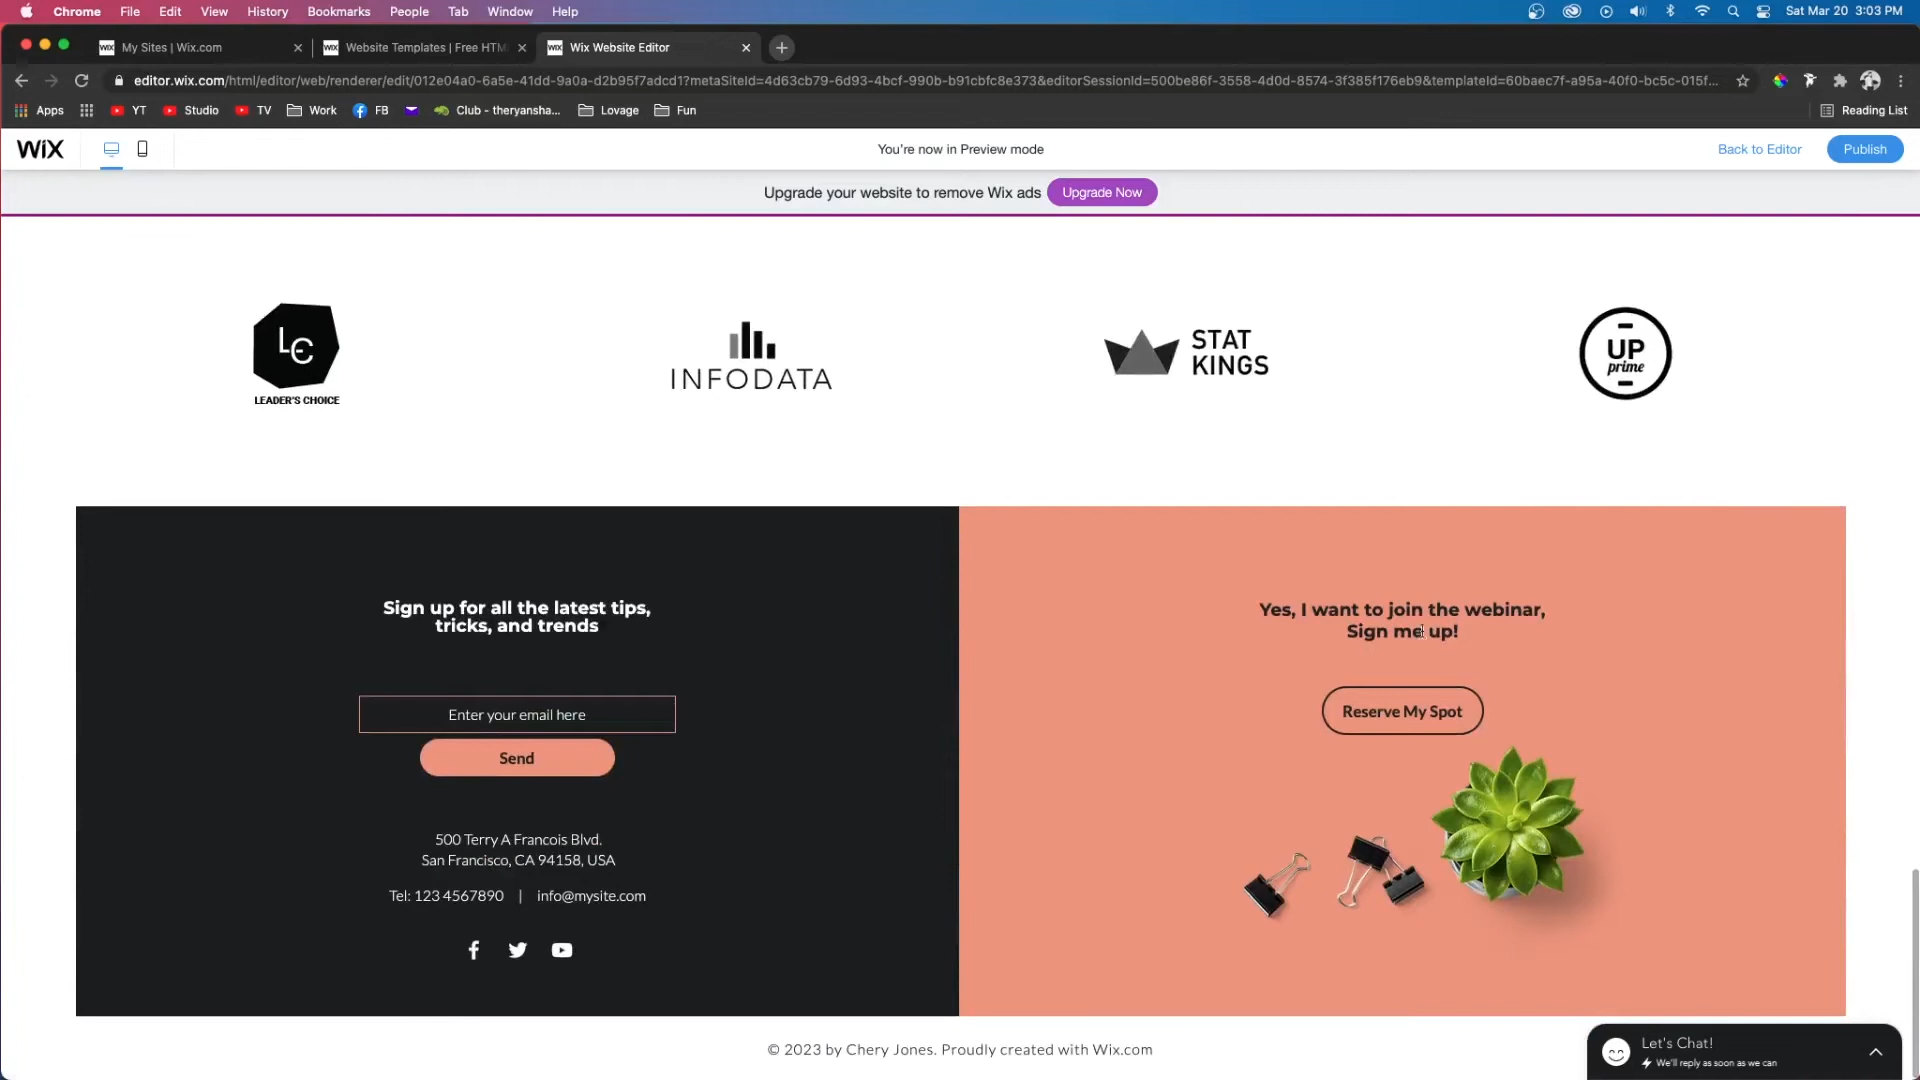 Chrome File Edit View History Bookmarks People Tab Window Help Sat Mar 20 3:03 PM
WiX My Sites | Wix.com WiX Website Templates | Free HTM WiX Wix Website Editor
editor.wix.com/html/editor/web/renderer/edit/012e04a0-6a5e-41dd-9a0a-d2b95f7adcd1?metaSiteId=4d63cb79-6d93-4bcf-990b-b91cbfc8e373&editorSessionId=500be86f-3558-4d0d-8574-3f385f176eb9&templateId=60baec7f-a95a-40f0-bc5c-015f...
Apps YT Studio TV Work FB Club - theryansha... Lovage Fun Reading List
WiX You're now in Preview mode Back to Editor Publish
Upgrade your website to remove Wix ads Upgrade Now
LC
LEADER'S CHOICE
INFODATA
STAT
KINGS
UP
prime
Sign up for all the latest tips,
tricks, and trends
Enter your email here
Send
500 Terry A Francois Blvd.
San Francisco, CA 94158, USA
Tel: 123 4567890 | info@mysite.com
Yes, I want to join the webinar,
Sign me up!
Reserve My Spot
© 2023 by Chery Jones. Proudly created with Wix.com
Let's Chat!
We'll reply as soon as we can